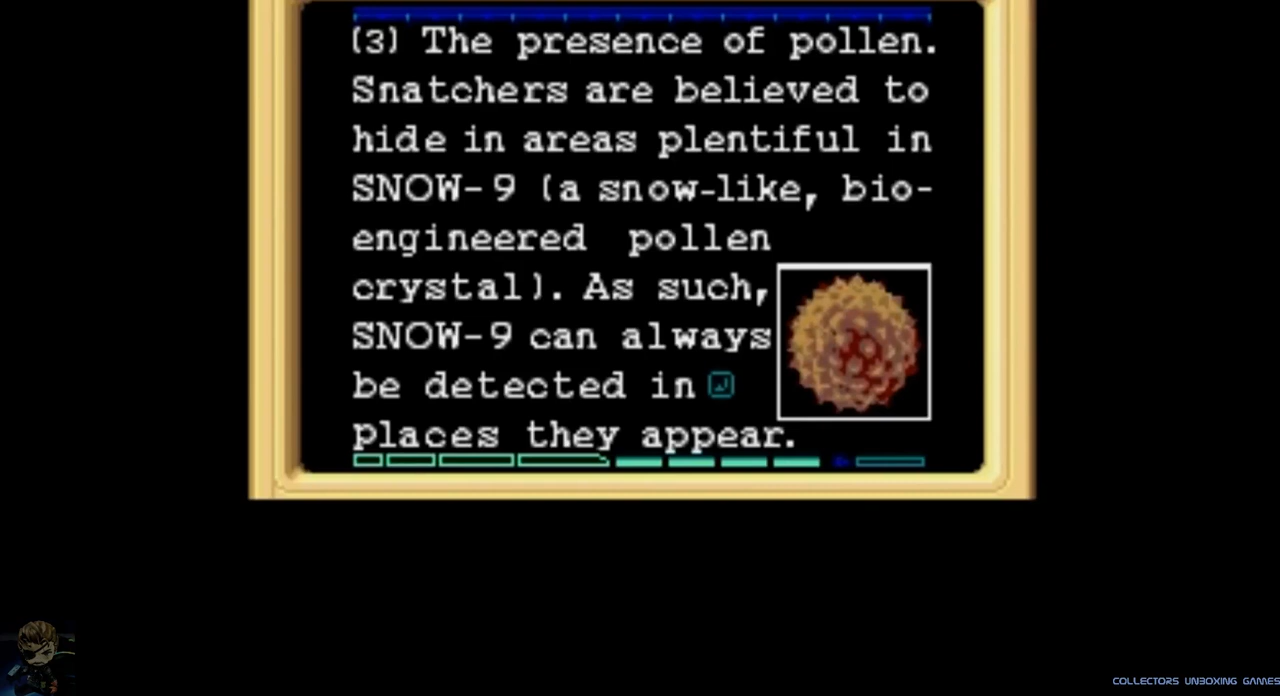 (3) The presence of pollen.
Snatchers are believed to
hide in areas plentiful in
SNOW-9 (a snow-like, bio-
engineered pollen
crystal). As such,
SNOW-9 can always
be detected in
places they appear.
COLLECTORS UNBOXING GAMES